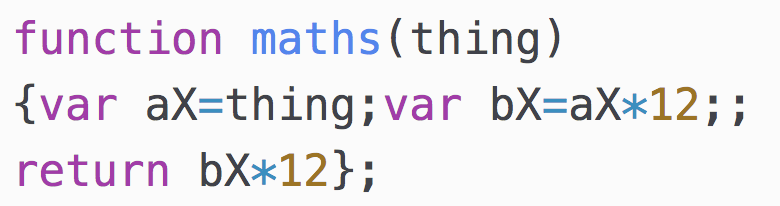 function maths(thing)
{var aX=thing;var bX=aX*12;;
return bX*12};